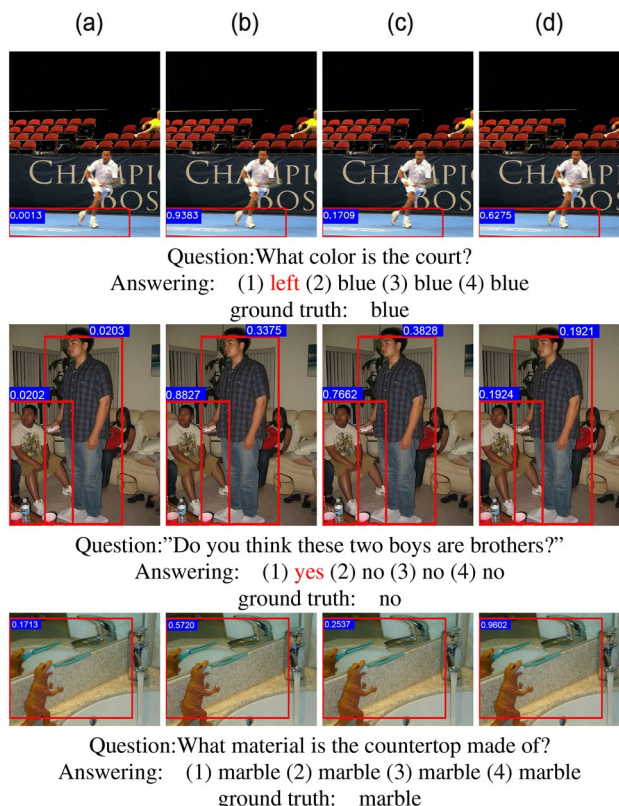 (a) (b) (c) (d)
CHAMPI CHAMPI CHAMPI CHAMPI
BOS BOS BOS BOS
0.0013 0.9383 0.1709 0.6275
Question:What color is the court?
Answering: (1) left (2) blue (3) blue (4) blue
ground truth: blue
0.0203 0.3375 0.3828 0.1921
0.0202 0.8827 0.7662 0.1924
Question:”Do you think these two boys are brothers?”
Answering: (1) yes (2) no (3) no (4) no
ground truth: no
0.1713 0.5720 0.2537 0.9602
Question:What material is the countertop made of?
Answering: (1) marble (2) marble (3) marble (4) marble
ground truth: marble